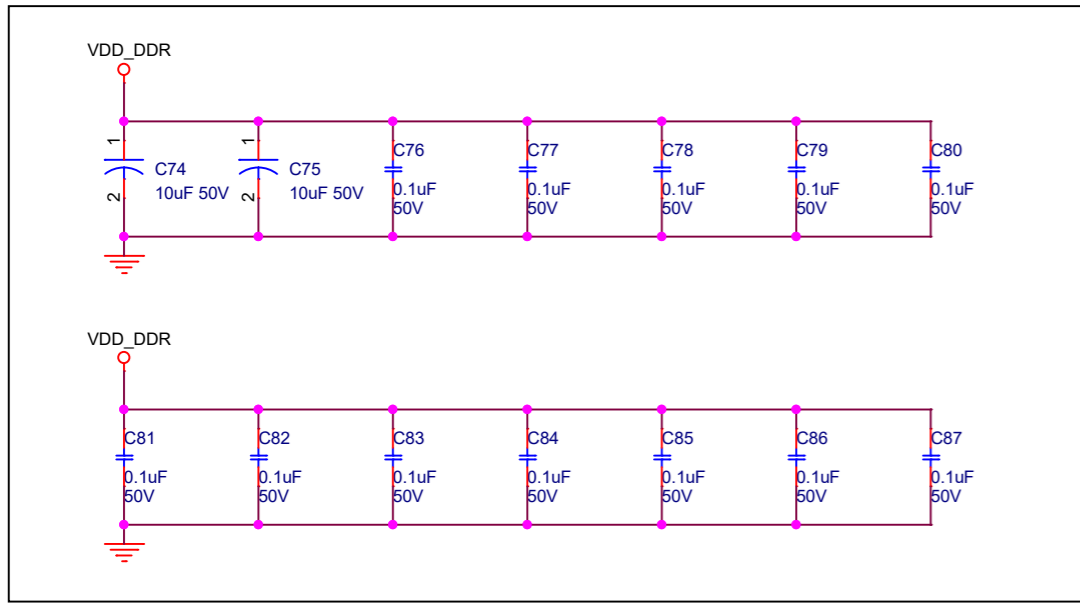 VDD_DDR
1
1
C76
C77
C78
C79
C80
C74
C75
10uF 50V
10uF 50V
0.1uF
0.1uF
0.1uF
0.1uF
0.1uF
2
2
50V
50V
50V
50V
50V
VDD_DDR
C81
C82
C83
C84
C85
C86
C87
0.1uF
0.1uF
0.1uF
0.1uF
0.1uF
0.1uF
0.1uF
50V
50V
50V
50V
50V
50V
50V